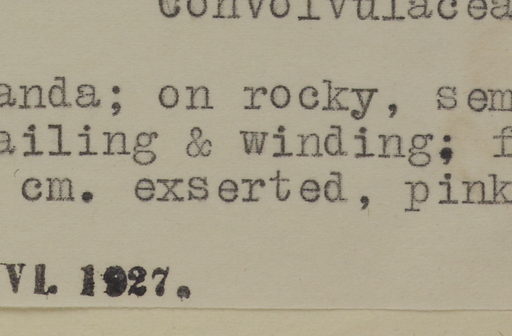 Convolvulacea
anda; on rocky, sem
ailing & winding; f
cm. exserted, pink
VI. 1927.